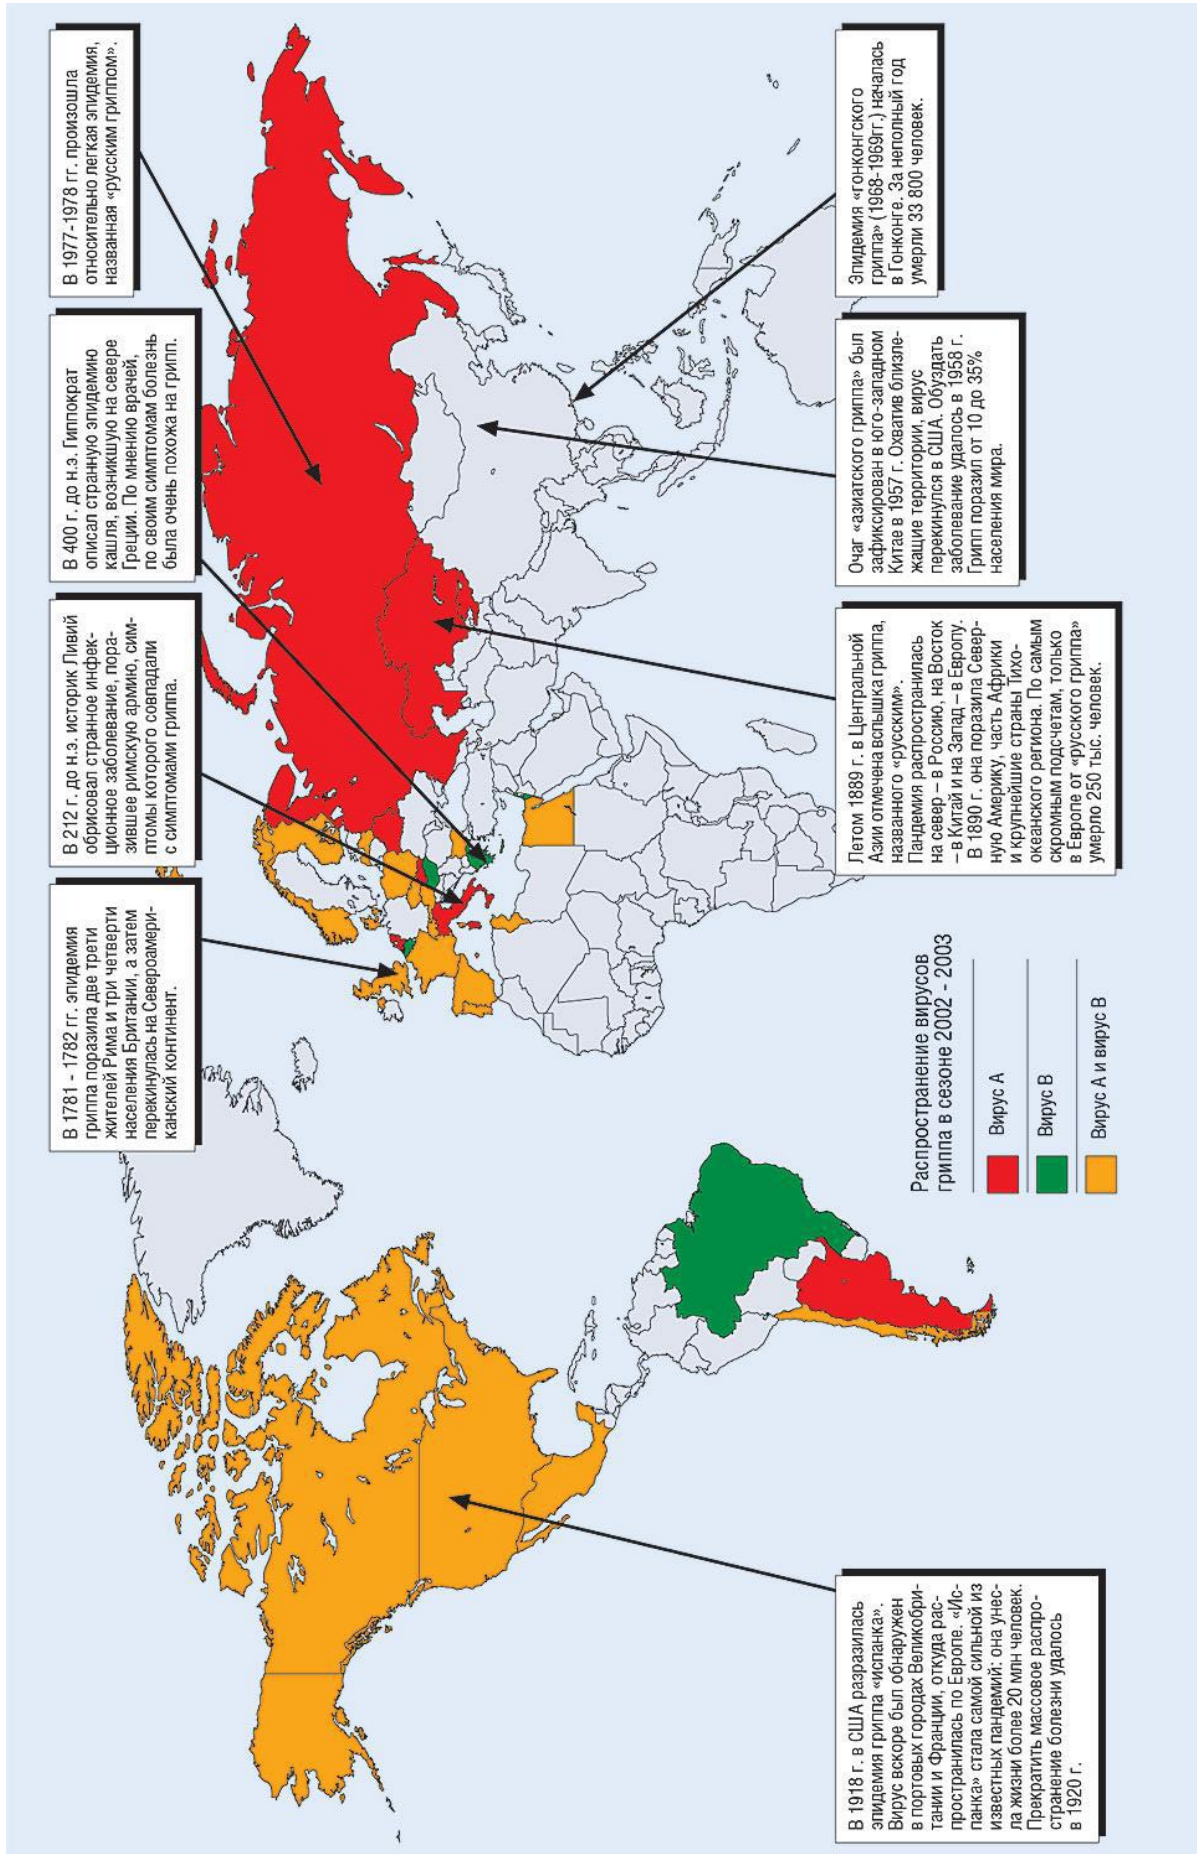 В 1781 - 1782 гг. эпидемия
гриппа поразила две трети
жителей Рима и три четверти
населения Британии, а затем
перекинулась на Североамери-
канский континент.
В 212 г. до н.э. историк Ливий
обрисовал странное инфек-
ционное заболевание, пора-
зившее римскую армию, сим-
птомы которого совпадали
с симптомами гриппа.
В 400 г. до н.э. Гиппократ
описал странную эпидемию
кашля, возникшую на севере
Греции. По мнению врачей,
по своим симптомам болезнь
была очень похожа на грипп.
В 1977-1978 гг. произошла
относительно легкая эпидемия,
названная «русским гриппом».
В 1918 г. в США разразилась
эпидемия гриппа «испанка».
Вирус вскоре был обнаружен
в портовых городах Великобри-
тании и Франции, откуда рас-
пространилась по Европе. «Ис-
панка» стала самой сильной из
известных пандемий: она унес-
ла жизни более 20 млн человек.
Прекратить массовое распро-
странение болезни удалось
в 1920 г.
Распространение вирусов
гриппа в сезоне 2002 - 2003
Вирус А
Вирус В
Вирус А и вирус В
Летом 1889 г. в Центральной
Азии отмечена вспышка гриппа,
названного «русским».
Пандемия распространилась
на север – в Россию, на Восток
– в Китай и на Запад – в Европу.
В 1890 г. она поразила Север-
ную Америку, часть Африки
и крупнейшие страны Тихо-
океанского региона. По самым
скромным подсчетам, только
в Европе от «русского гриппа»
умерло 250 тыс. человек.
Очаг «азиатского гриппа» был
зафиксирован в юго-западном
Китае в 1957 г. Охватив близле-
жащие территории, вирус
перекинулся в США. Обуздать
заболевание удалось в 1958 г.
Грипп поразил от 10 до 35%
населения мира.
Эпидемия «гонконгского
гриппа» (1968-1969гг.) началась
в Гонконге. За неполный год
умерли 33 800 человек.